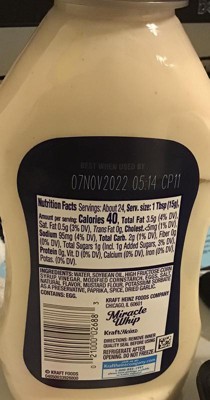 BEST WHEN USED BY
07NOV2022 05:14 CP11
Nutrition Facts Servings: About 24, Serv. size: 1 Tbsp (15g),
Amount per serving: Calories 40, Total Fat 3.5g (4% DV),
Sat. Fat 0.5g (3% DV), Trans Fat 0g, Cholest. <5mg (1% DV),
Sodium 95mg (4% DV), Total Carb. 2g (1% DV), Fiber 0g
(0% DV), Total Sugars 1g (Incl. 1g Added Sugars, 3% DV),
Protein 0g, Vit. D (0% DV), Calcium (0% DV), Iron (0% DV),
Potas. (0% DV).
INGREDIENTS: WATER, SOYBEAN OIL, HIGH FRUCTOSE CORN
MODIFIED CORNSTARCH, EGGS, SALT,
NATURAL FLAVOR, MUSTARD FLOUR, POTASSIUM SORBATE
AS A PRESERVATIVE, PAPRIKA, SPICE, DRIED GARLIC.
CONTAINS: EGG.
KRAFT HEINZ FOODS COMPANY
CHICAGO, IL 60601
Miracle
Whip
KraftHeinz
DIRECTIONS: REMOVE INNER
QUALITY SEAL BEFORE USING.
REFRIGERATE AFTER
OPENING. DO NOT FREEZE.
0 21000 02688 3
© KRAFT FOODS